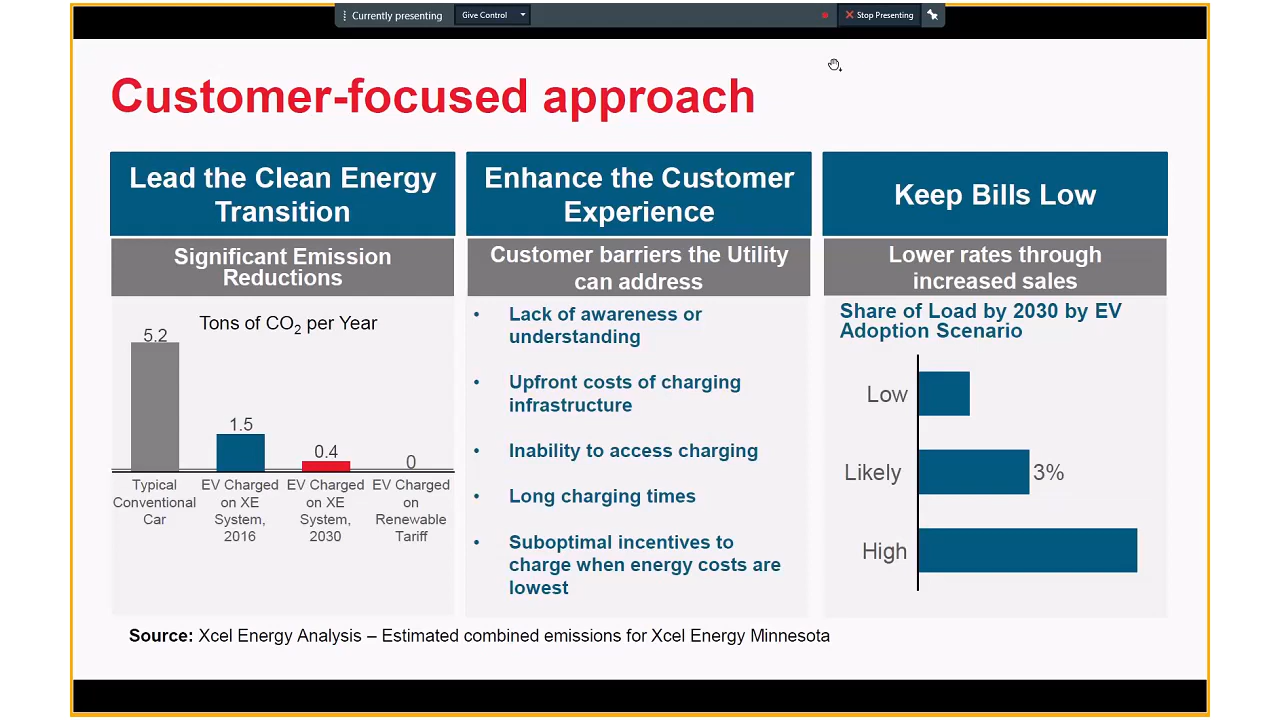 Currently presenting
Give Control
Stop Presenting
Customer-focused approach
Lead the Clean Energy
Transition
Significant Emission
Reductions
Tons of CO₂ per Year
5.2
1.5
0.4
0
Typical
Conventional
Car
EV Charged
on XE
System,
2016
EV Charged
on XE
System,
2030
EV Charged
on
Renewable
Tariff
Enhance the Customer
Experience
Customer barriers the Utility
can address
• Lack of awareness or
understanding
• Upfront costs of charging
infrastructure
• Inability to access charging
• Long charging times
• Suboptimal incentives to
charge when energy costs are
lowest
Keep Bills Low
Lower rates through
increased sales
Share of Load by 2030 by EV
Adoption Scenario
Low
Likely 3%
High
Source: Xcel Energy Analysis – Estimated combined emissions for Xcel Energy Minnesota